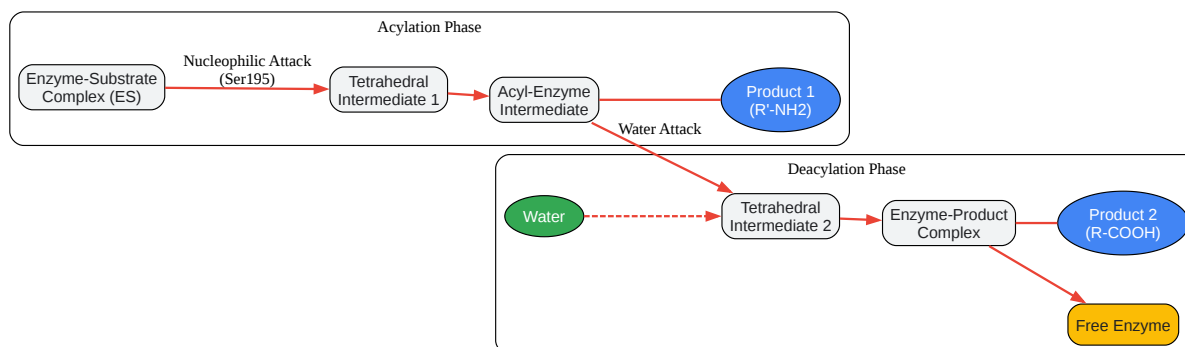 Acylation Phase
Nucleophilic Attack
(Ser195)
Enzyme-Substrate
Complex (ES)
Tetrahedral
Intermediate 1
Acyl-Enzyme
Intermediate
Product 1
(R'-NH2)
Water Attack
Deacylation Phase
Water
Tetrahedral
Intermediate 2
Enzyme-Product
Complex
Product 2
(R-COOH)
Free Enzyme